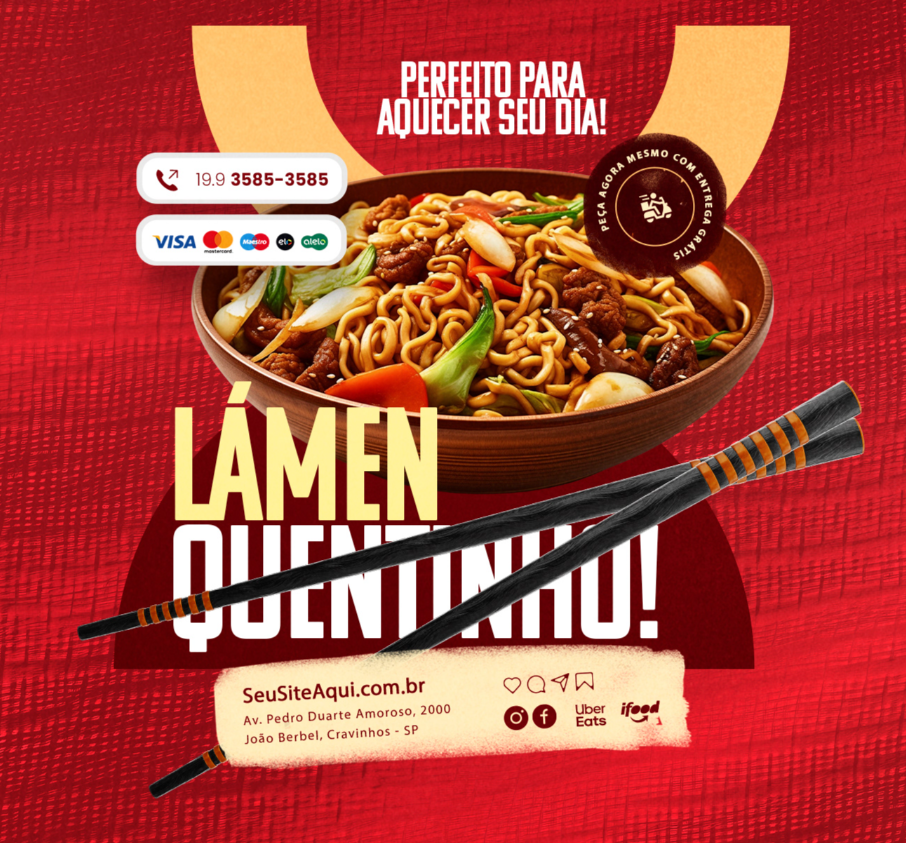 PERFEITO PARA
AQUECER SEU DIA!
PEÇA AGORA MESMO COM ENTREGA GRÁTIS
19.9 3585-3585
VISA mastercard Maestro elo alelo
LÁMEN
QUENTINHO!
SeuSiteAqui.com.br
Av. Pedro Duarte Amoroso, 2000
João Berbel, Cravinhos - SP
Uber
Eats
ifood